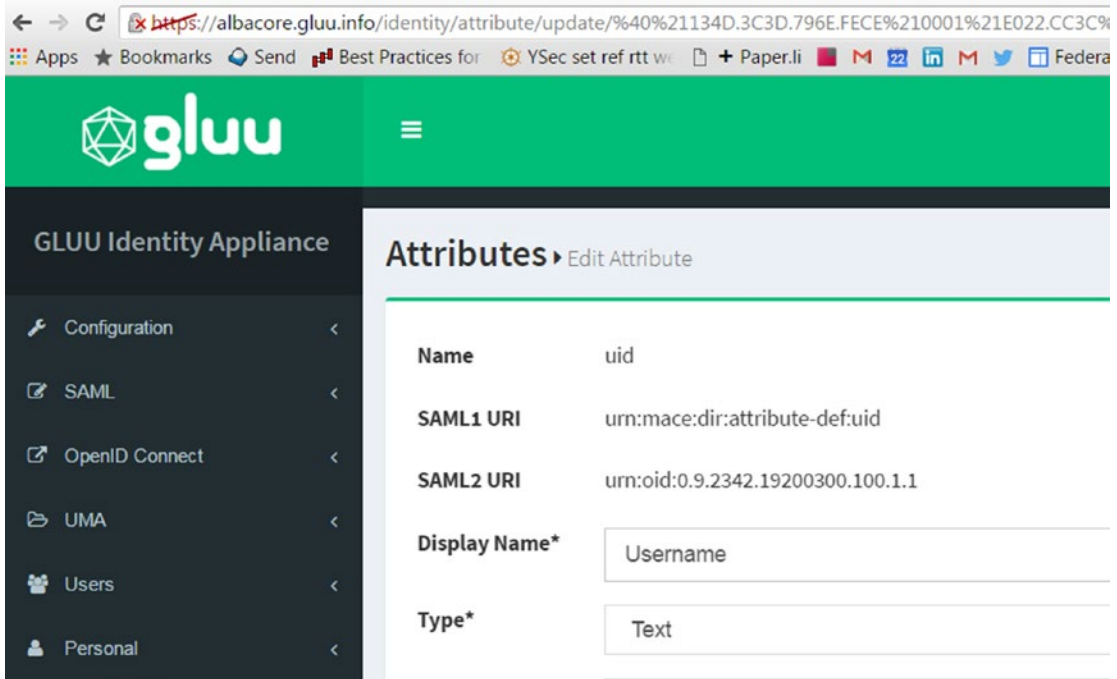 https://albacore.gluu.info/identity/attribute/update/%40%21134D.3C3D.796E.FECE%210001%21E022.CC3C%
Apps Bookmarks Send Best Practices for YSec set ref rtt we + Paper.li 22 in Federa
gluu
GLUU Identity Appliance
Attributes Edit Attribute
Configuration
SAML
OpenID Connect
UMA
Users
Personal
Name uid
SAML1 URI urn:mace:dir:attribute-def:uid
SAML2 URI urn:oid:0.9.2342.19200300.100.1.1
Display Name* Username
Type* Text